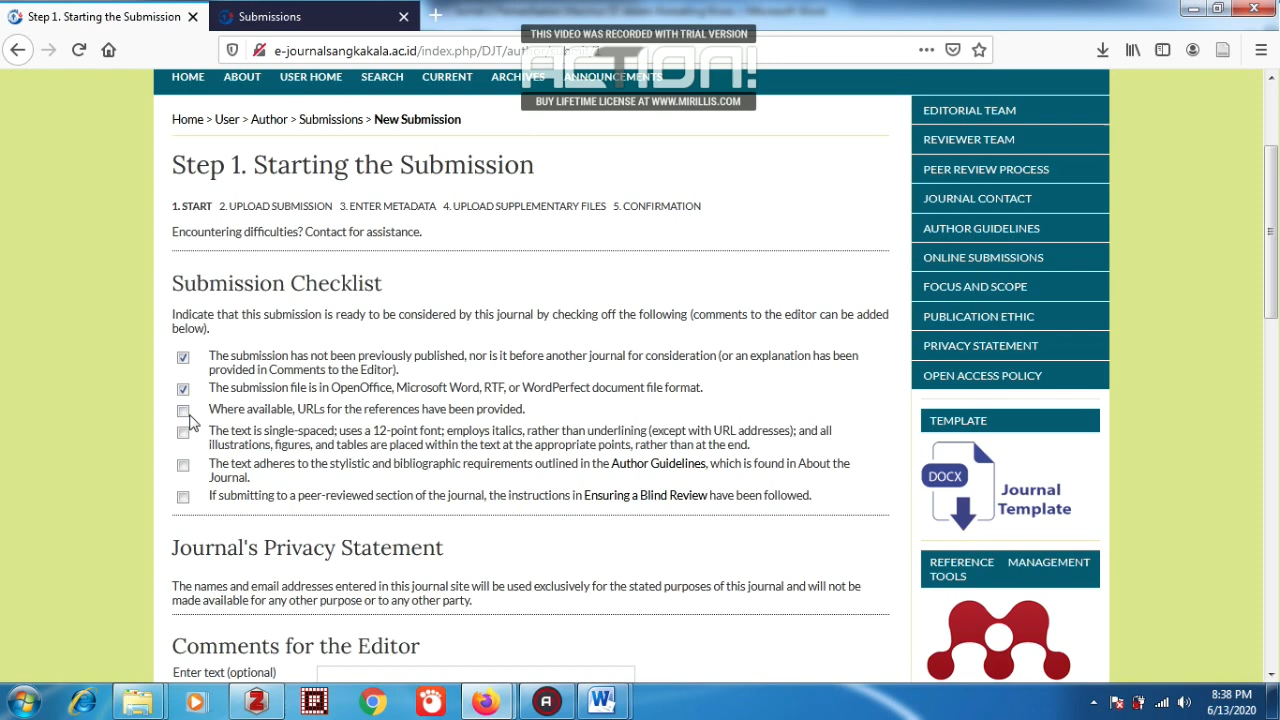 Step 1. Starting the Submission
Submissions
THIS VIDEO WAS RECORDED WITH TRIAL VERSION
e-journalsangkakala.ac.id/index.php/DJT/author/submit/1
ACTION!
BUY LIFETIME LICENSE AT WWW.MIRILLIS.COM
HOME ABOUT USER HOME SEARCH CURRENT ARCHIVES ANNOUNCEMENTS
Home > User > Author > Submissions > New Submission
Step 1. Starting the Submission
1. START 2. UPLOAD SUBMISSION 3. ENTER METADATA 4. UPLOAD SUPPLEMENTARY FILES 5. CONFIRMATION
Encountering difficulties? Contact for assistance.
Submission Checklist
Indicate that this submission is ready to be considered by this journal by checking off the following (comments to the editor can be added
below).
The submission has not been previously published, nor is it before another journal for consideration (or an explanation has been
provided in Comments to the Editor).
The submission file is in OpenOffice, Microsoft Word, RTF, or WordPerfect document file format.
Where available, URLs for the references have been provided.
The text is single-spaced; uses a 12-point font; employs italics, rather than underlining (except with URL addresses); and all
illustrations, figures, and tables are placed within the text at the appropriate points, rather than at the end.
The text adheres to the stylistic and bibliographic requirements outlined in the Author Guidelines, which is found in About the
Journal.
If submitting to a peer-reviewed section of the journal, the instructions in Ensuring a Blind Review have been followed.
Journal's Privacy Statement
The names and email addresses entered in this journal site will be used exclusively for the stated purposes of this journal and will not be
made available for any other purpose or to any other party.
Comments for the Editor
Enter text (optional)
EDITORIAL TEAM
REVIEWER TEAM
PEER REVIEW PROCESS
JOURNAL CONTACT
AUTHOR GUIDELINES
ONLINE SUBMISSIONS
FOCUS AND SCOPE
PUBLICATION ETHIC
PRIVACY STATEMENT
OPEN ACCESS POLICY
TEMPLATE
DOCX
Journal
Template
REFERENCE MANAGEMENT
TOOLS
8:38 PM
6/13/2020